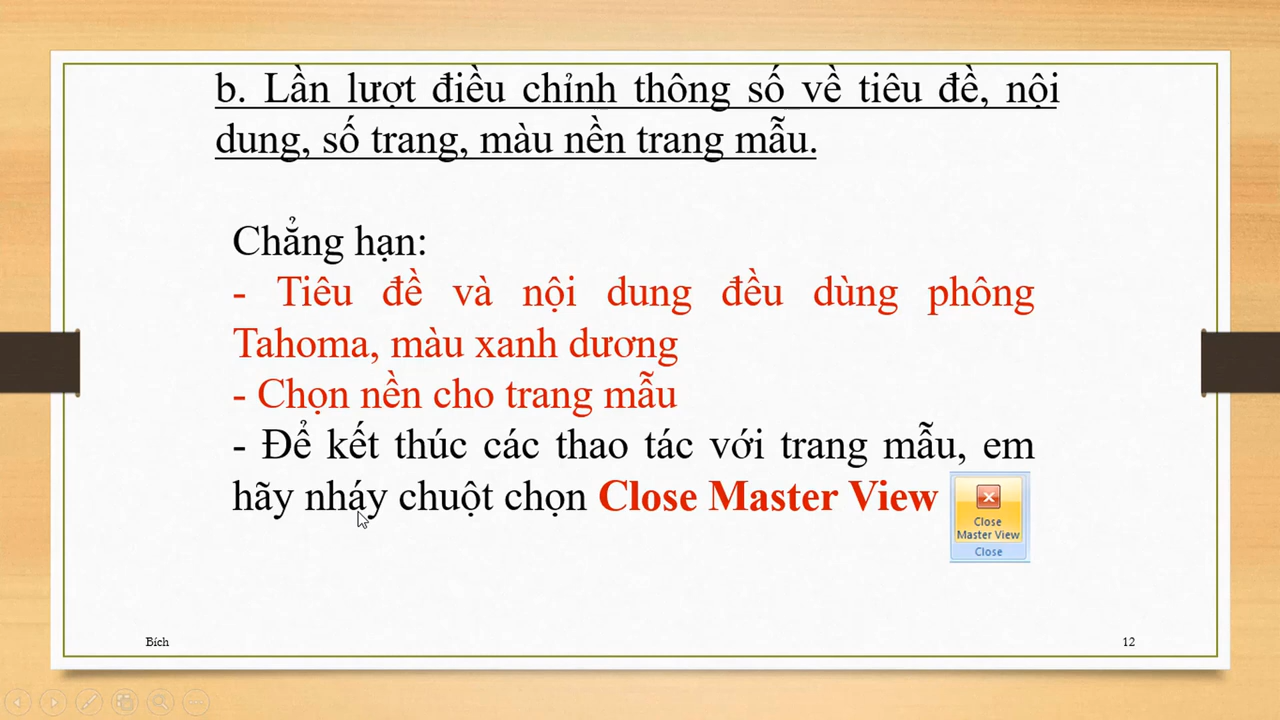 b. Lần lượt điều chỉnh thông số về tiêu đề, nội
dung, số trang, màu nền trang mẫu.
Chẳng hạn:
- Tiêu đề và nội dung đều dùng phông
Tahoma, màu xanh dương
- Chọn nền cho trang mẫu
- Để kết thúc các thao tác với trang mẫu, em
hãy nháy chuột chọn Close Master View
Close
Master View
Close
Bích
12